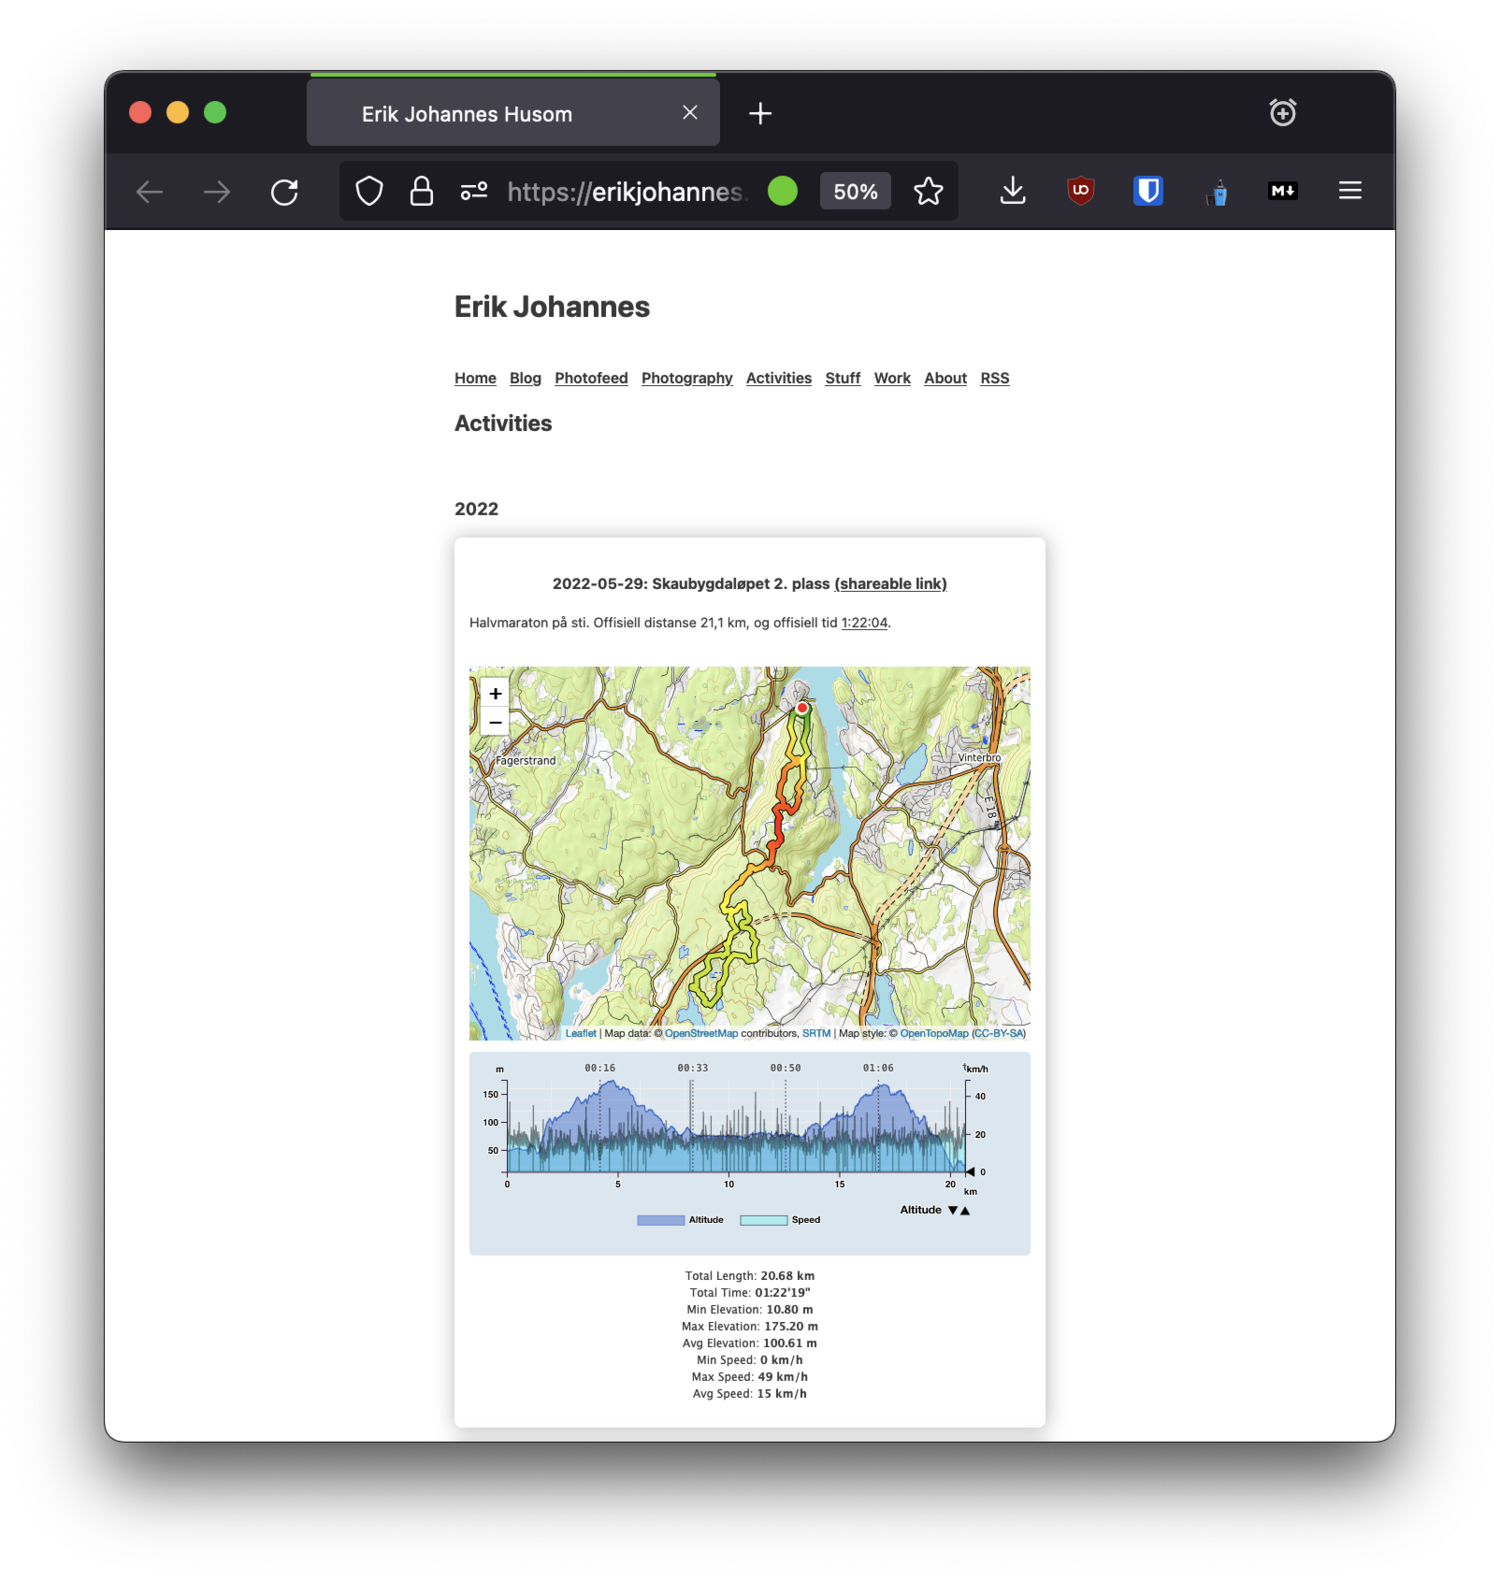 Erik Johannes Husom
https://erikjohannes.
50%
Erik Johannes
Home Blog Photofeed Photography Activities Stuff Work About RSS
Activities
2022
2022-05-29: Skaubygdaløpet 2. plass (shareable link)
Halvmaraton på sti. Offisiell distanse 21,1 km, og offisiell tid 1:22:04.
+
−
Fagerstrand
Vinterbro
E 18
Leaflet | Map data: © OpenStreetMap contributors, SRTM | Map style: © OpenTopoMap (CC-BY-SA)
m 00:16 00:33 00:50 01:06 km/h
150
100
50
40
20
0
0 5 10 15 20
km
Altitude ▼▲
Altitude Speed
Total Length: 20.68 km
Total Time: 01:22'19"
Min Elevation: 10.80 m
Max Elevation: 175.20 m
Avg Elevation: 100.61 m
Min Speed: 0 km/h
Max Speed: 49 km/h
Avg Speed: 15 km/h